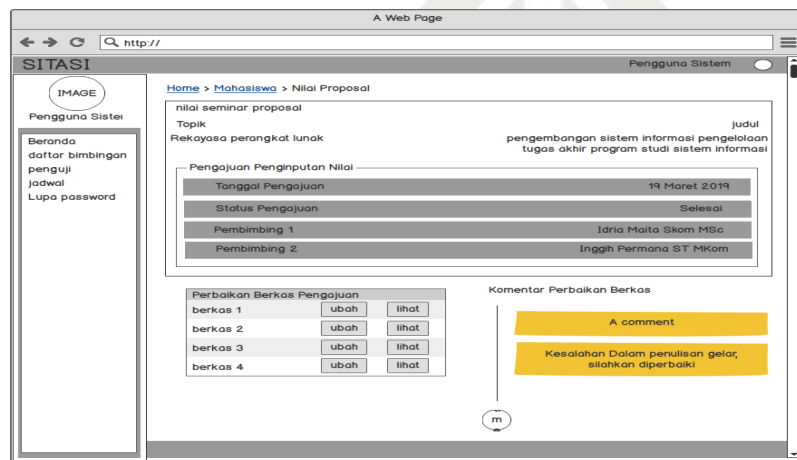 A Web Page
http://
SITASI
Pengguna Sistem
IMAGE
Pengguna Sister
Beranda
daftar bimbingan
penguji
jadwal
Lupa password
Home > Mahasiswa > Nilai Proposal
nilai seminar proposal
Topik
judul
Rekayasa perangkat lunak
pengembangan sistem informasi pengelolaan
tugas akhir program studi sistem informasi
Pengajuan Penginputan Nilai
Tanggal Pengajuan 19 Maret 2019
Status Pengajuan Selesai
Pembimbing 1 Idria Maita Skom MSc
Pembimbing 2 Inggih Permana ST MKom
Perbaikan Berkas Pengajuan
berkas 1 ubah lihat
berkas 2 ubah lihat
berkas 3 ubah lihat
berkas 4 ubah lihat
Komentar Perbaikan Berkas
A comment
Kesalahan Dalam penulisan gelar,
silahkan diperbaiki
m